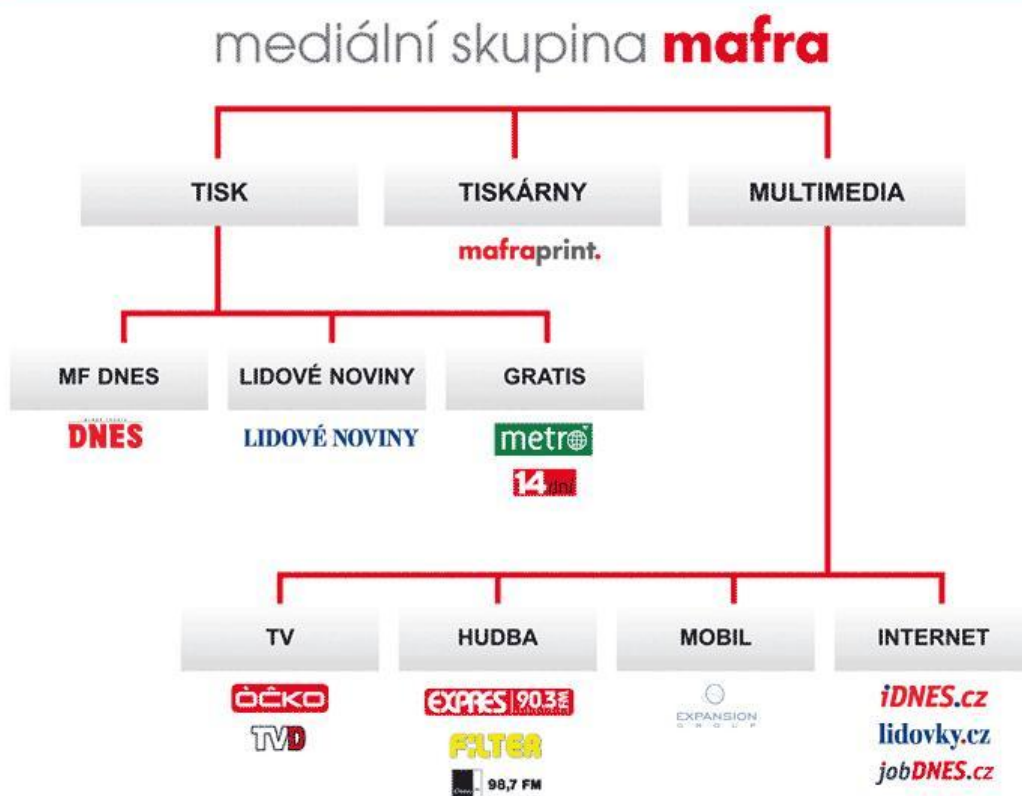 mediální skupina mafra
TISK
TISKÁRNY
MULTIMEDIA
mafraprint.
MF DNES
LIDOVÉ NOVINY
GRATIS
DNES
LIDOVÉ NOVINY
metro
14 dní
TV
HUDBA
MOBIL
INTERNET
ÓČKO
EXPRES 90.3 FM
iDNES.cz
TVD
FILTER
EXPANSION
GROUP
lidovky.cz
98,7 FM
jobDNES.cz